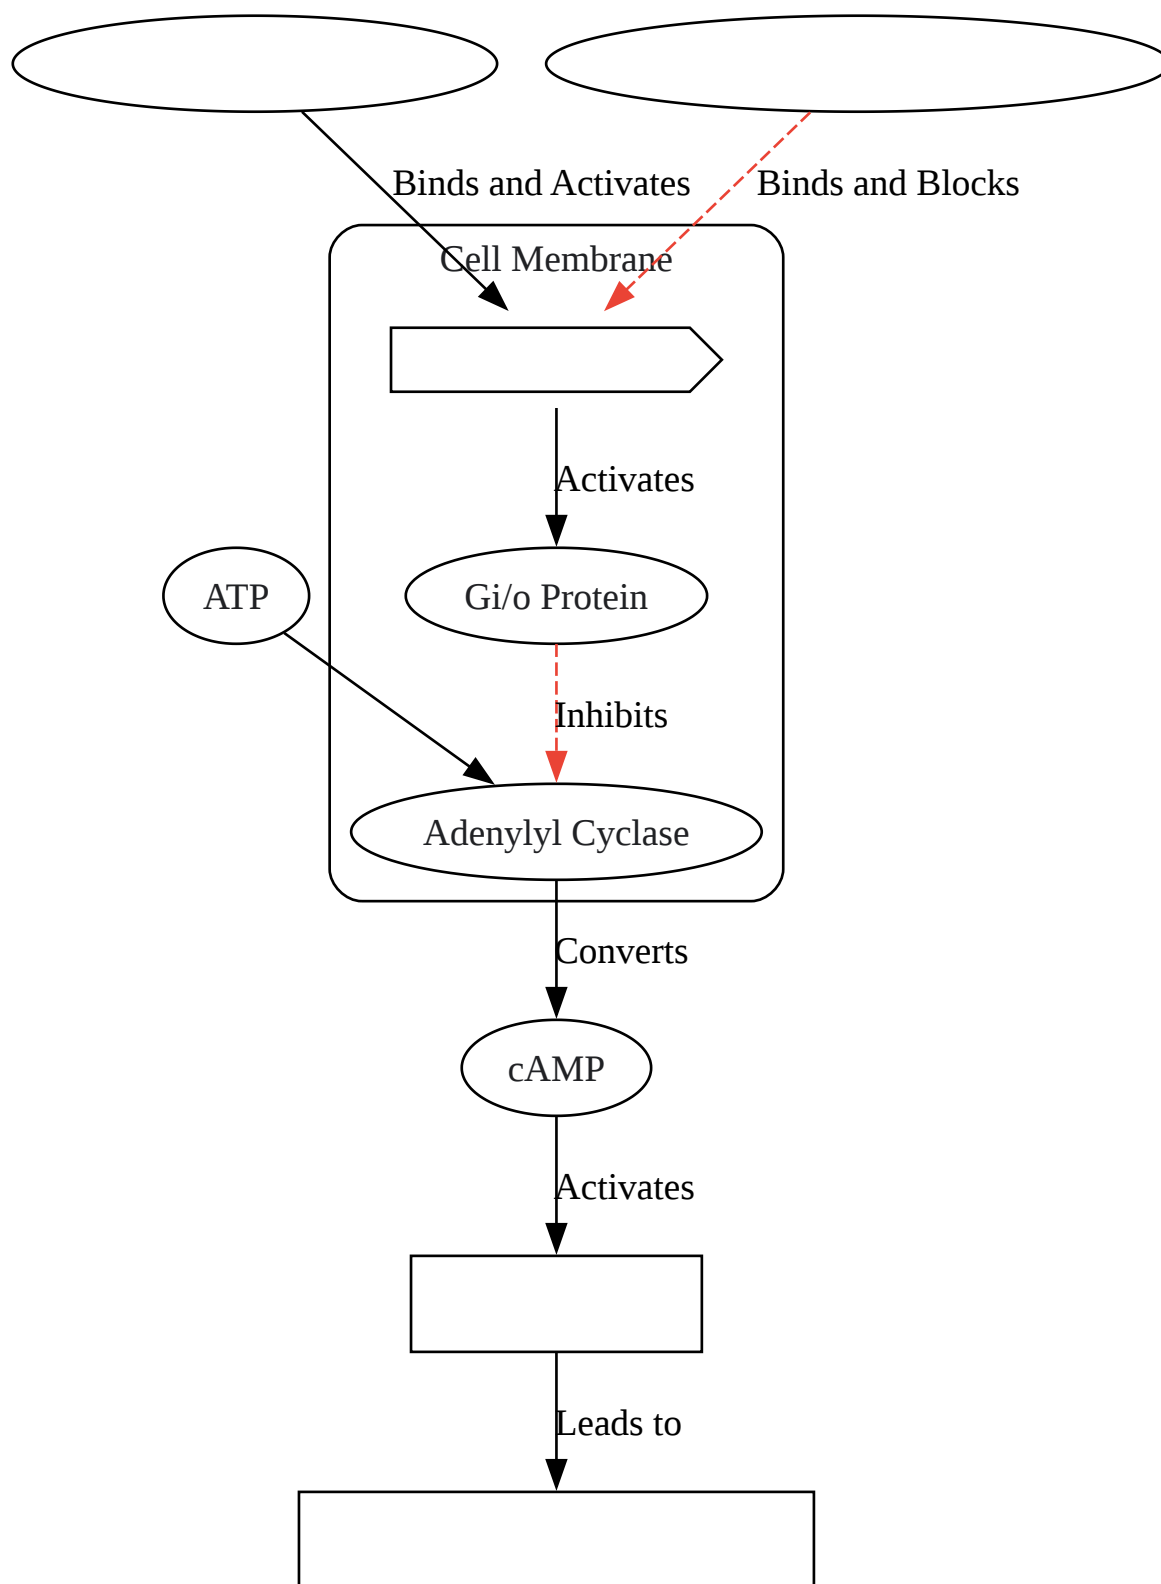 Binds and Activates
Binds and Blocks
Cell Membrane
Activates
ATP
Gi/o Protein
Inhibits
Adenylyl Cyclase
Converts
cAMP
Activates
Leads to